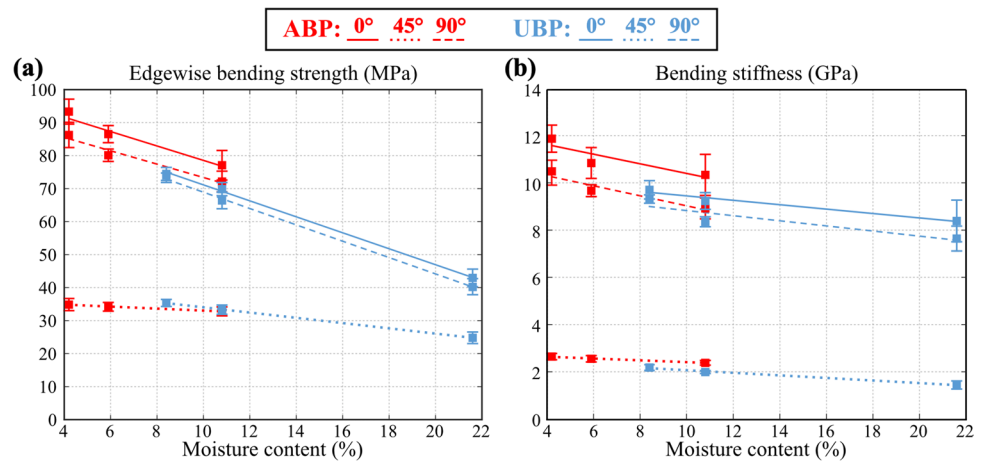 ABP: 0° 45° 90° UBP: 0° 45° 90°
(a) Edgewise bending strength (MPa)
100
90
80
70
60
50
40
30
20
10
0
4 6 8 10 12 14 16 18 20 22
Moisture content (%)
(b) Bending stiffness (GPa)
14
12
10
8
6
4
2
0
4 6 8 10 12 14 16 18 20 22
Moisture content (%)